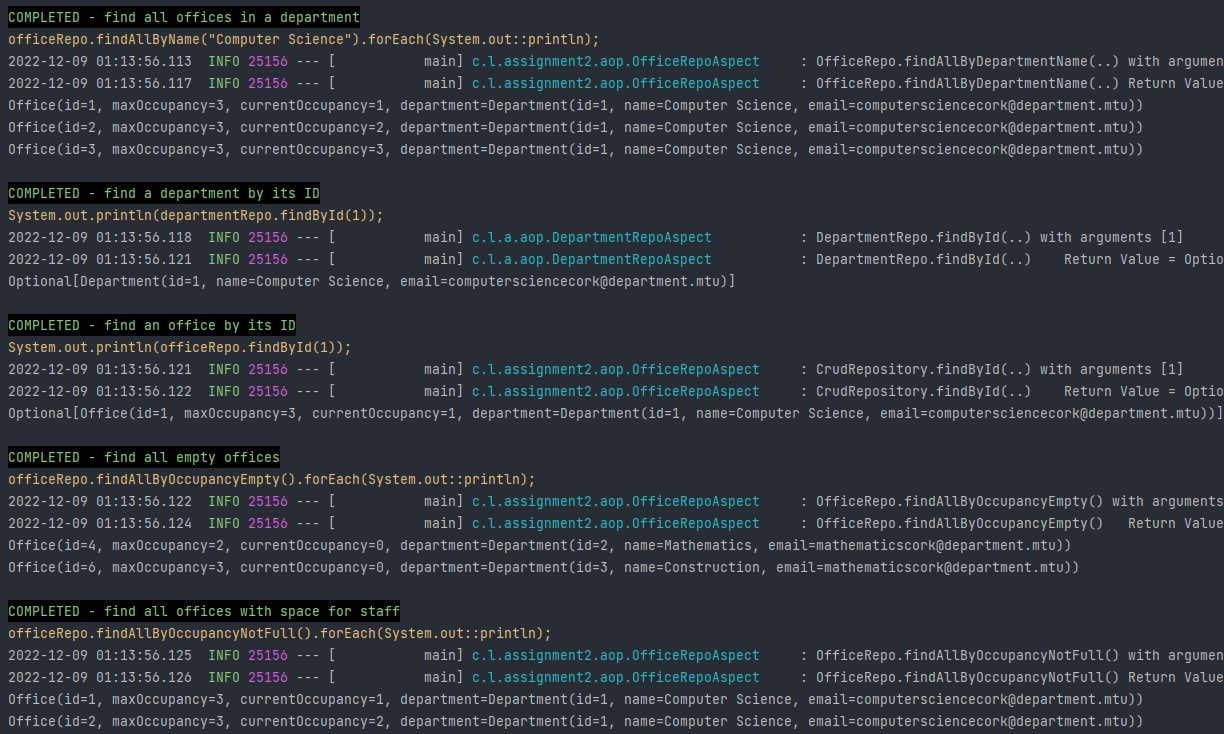 COMPLETED - find all offices in a department
officeRepo.findAllByName("Computer Science").forEach(System.out::println);
2022-12-09 01:13:56.113  INFO 25156 --- [           main] c.l.assignment2.aop.OfficeRepoAspect     : OfficeRepo.findAllByDepartmentName(..) with argumen
2022-12-09 01:13:56.117  INFO 25156 --- [           main] c.l.assignment2.aop.OfficeRepoAspect     : OfficeRepo.findAllByDepartmentName(..) Return Value
Office(id=1, maxOccupancy=3, currentOccupancy=1, department=Department(id=1, name=Computer Science, email=computersciencecork@department.mtu))
Office(id=2, maxOccupancy=3, currentOccupancy=2, department=Department(id=1, name=Computer Science, email=computersciencecork@department.mtu))
Office(id=3, maxOccupancy=3, currentOccupancy=3, department=Department(id=1, name=Computer Science, email=computersciencecork@department.mtu))
COMPLETED - find a department by its ID
System.out.println(departmentRepo.findById(1));
2022-12-09 01:13:56.118  INFO 25156 --- [           main] c.l.a.aop.DepartmentRepoAspect           : DepartmentRepo.findById(..) with arguments [1]
2022-12-09 01:13:56.121  INFO 25156 --- [           main] c.l.a.aop.DepartmentRepoAspect           : DepartmentRepo.findById(..)    Return Value = Optio
Optional[Department(id=1, name=Computer Science, email=computersciencecork@department.mtu)]
COMPLETED - find an office by its ID
System.out.println(officeRepo.findById(1));
2022-12-09 01:13:56.121  INFO 25156 --- [           main] c.l.assignment2.aop.OfficeRepoAspect     : CrudRepository.findById(..) with arguments [1]
2022-12-09 01:13:56.122  INFO 25156 --- [           main] c.l.assignment2.aop.OfficeRepoAspect     : CrudRepository.findById(..)    Return Value = Optio
Optional[Office(id=1, maxOccupancy=3, currentOccupancy=1, department=Department(id=1, name=Computer Science, email=computersciencecork@department.mtu))]
COMPLETED - find all empty offices
officeRepo.findAllByOccupancyEmpty().forEach(System.out::println);
2022-12-09 01:13:56.122  INFO 25156 --- [           main] c.l.assignment2.aop.OfficeRepoAspect     : OfficeRepo.findAllByOccupancyEmpty() with arguments
2022-12-09 01:13:56.124  INFO 25156 --- [           main] c.l.assignment2.aop.OfficeRepoAspect     : OfficeRepo.findAllByOccupancyEmpty()   Return Value
Office(id=4, maxOccupancy=2, currentOccupancy=0, department=Department(id=2, name=Mathematics, email=mathematicscork@department.mtu))
Office(id=6, maxOccupancy=3, currentOccupancy=0, department=Department(id=3, name=Construction, email=mathematicscork@department.mtu))
COMPLETED - find all offices with space for staff
officeRepo.findAllByOccupancyNotFull().forEach(System.out::println);
2022-12-09 01:13:56.125  INFO 25156 --- [           main] c.l.assignment2.aop.OfficeRepoAspect     : OfficeRepo.findAllByOccupancyNotFull() with argumen
2022-12-09 01:13:56.126  INFO 25156 --- [           main] c.l.assignment2.aop.OfficeRepoAspect     : OfficeRepo.findAllByOccupancyNotFull() Return Value
Office(id=1, maxOccupancy=3, currentOccupancy=1, department=Department(id=1, name=Computer Science, email=computersciencecork@department.mtu))
Office(id=2, maxOccupancy=3, currentOccupancy=2, department=Department(id=1, name=Computer Science, email=computersciencecork@department.mtu))